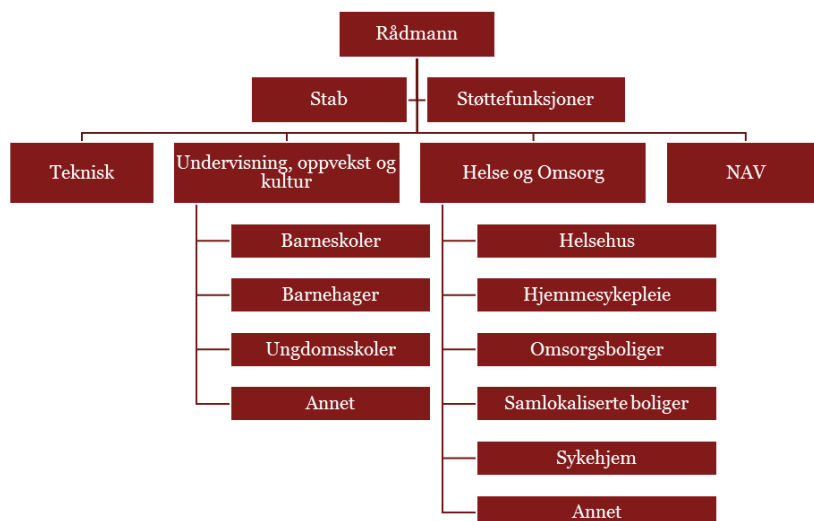 Rådmann
Stab
Støttefunksjoner
Teknisk
Undervisning, oppvekst og
kultur
Helse og Omsorg
NAV
Barneskoler
Barnehager
Ungdomsskoler
Annet
Helsehus
Hjemmesykepleie
Omsorgsboliger
Samlokaliserte boliger
Sykehjem
Annet